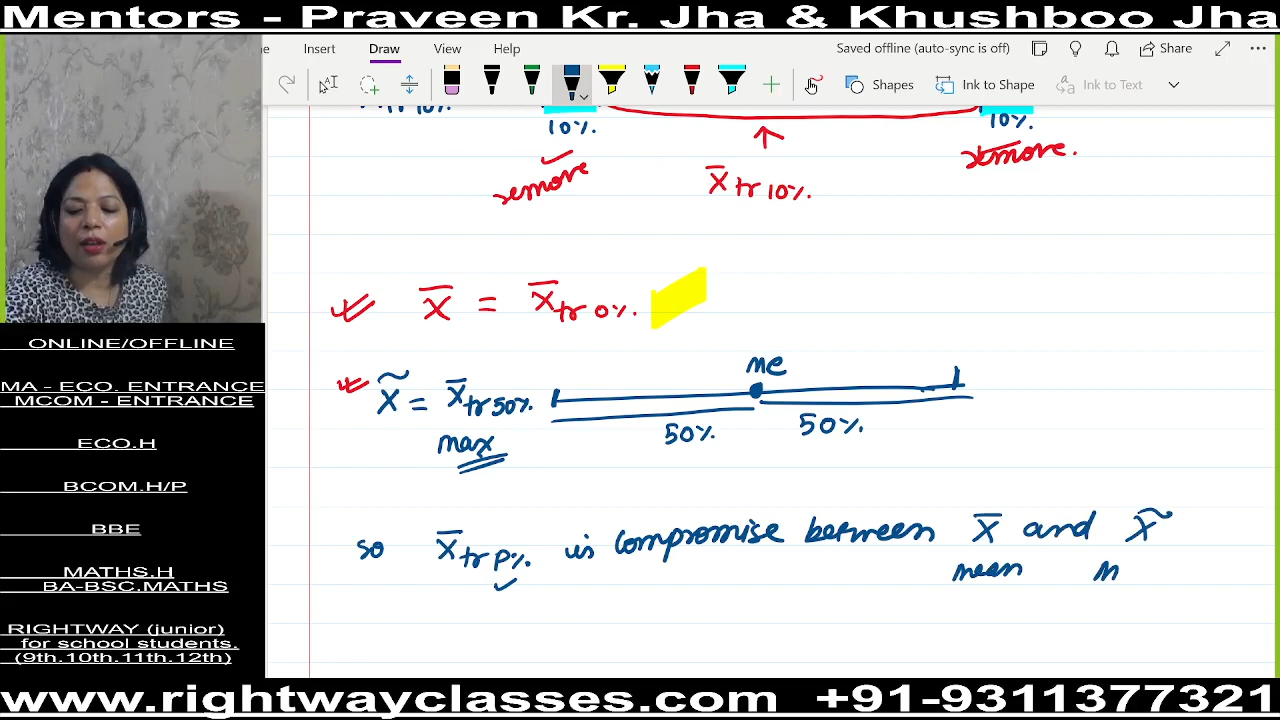 Mentors - Praveen Kr. Jha & Khushboo Jha
Insert Draw View Help
Saved offline (auto-sync is off)
Share
Shapes
Ink to Shape
Ink to Text
10%.
10%.
remove
remove.
x̄ tr 10%.
x̄ = x̄ tr 0%.
me
x̃ = x̄ tr 50%.
50%.
50%.
max
so x̄ tr p%. is compromise between x̄ and x̃
mean M
ONLINE/OFFLINE
MA - ECO. ENTRANCE
MCOM - ENTRANCE
ECO.H
BCOM.H/P
BBE
MATHS.H
BA-BSC.MATHS
RIGHTWAY (junior)
for school students.
(9th.10th.11th.12th)
www.rightwayclasses.com +91-9311377321